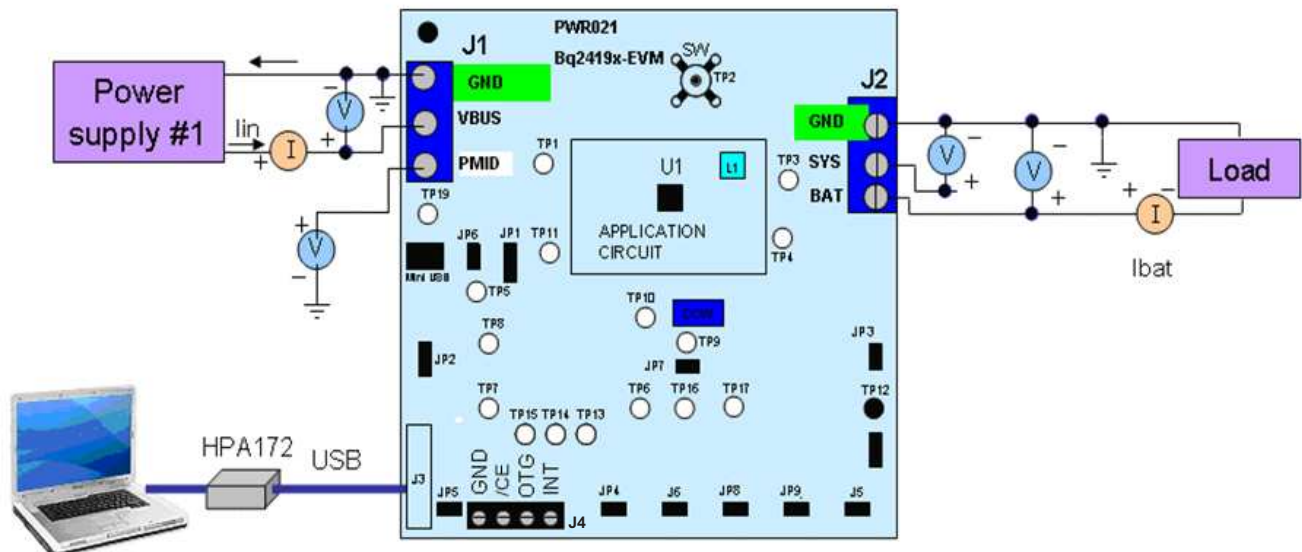 PWR021
Bq2419x-EVM
J1
GND
VBUS
PMID
SW
TP2
J2
GND
SYS
BAT
Power
supply #1
Iin
+
I
-
V
+
+
V
-
TP1
U1
L1
TP3
APPLICATION
CIRCUIT
TP4
-
V
+
-
V
+
+
-
I
Ibat
Load
TP19
Mini USB
JP6
JP1
TP11
TP5
TP10
TP8
TP9
JP2
JP7
JP3
TP7
TP6
TP16
TP17
TP12
TP15
TP14
TP13
HPA172
USB
J3
GND
/CE
OTG
INT
JP5
J4
JP4
J6
JP8
JP9
J5